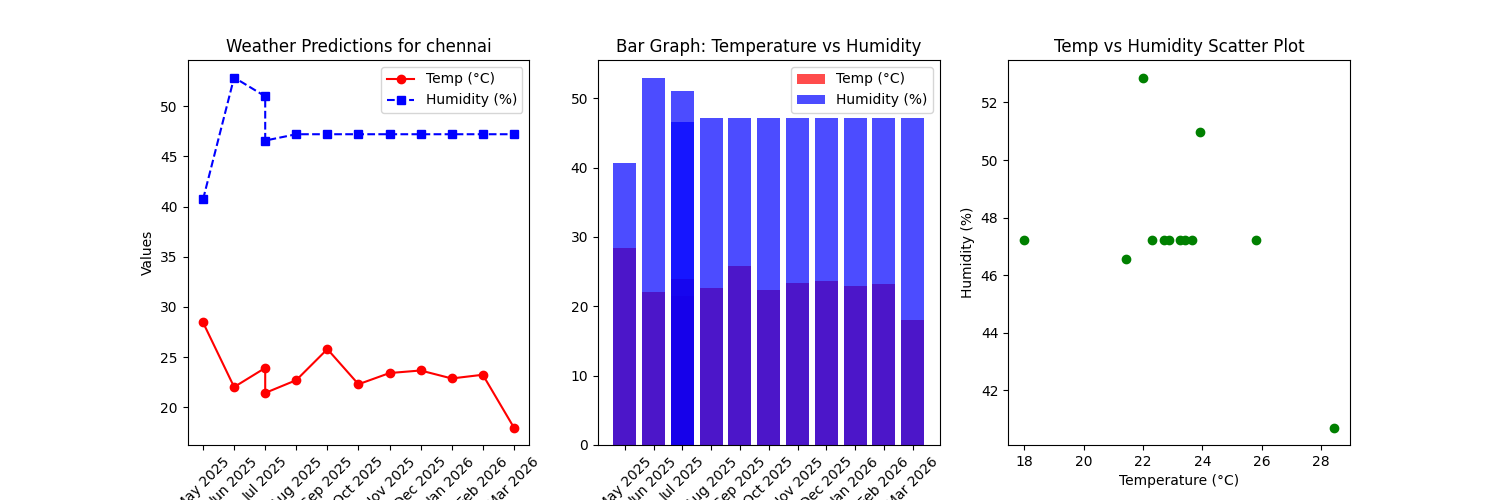 Weather Predictions for chennai
Temp (°C)
Humidity (%)
Values
50
45
40
35
30
25
20
May 2025
Jun 2025
Jul 2025
Aug 2025
Sep 2025
Oct 2025
Nov 2025
Dec 2025
Jan 2026
Feb 2026
Mar 2026
Bar Graph: Temperature vs Humidity
Temp (°C)
Humidity (%)
50
40
30
20
10
0
May 2025
Jun 2025
Jul 2025
Aug 2025
Sep 2025
Oct 2025
Nov 2025
Dec 2025
Jan 2026
Feb 2026
Mar 2026
Temp vs Humidity Scatter Plot
Humidity (%)
52
50
48
46
44
42
18
20
22
24
26
28
Temperature (°C)